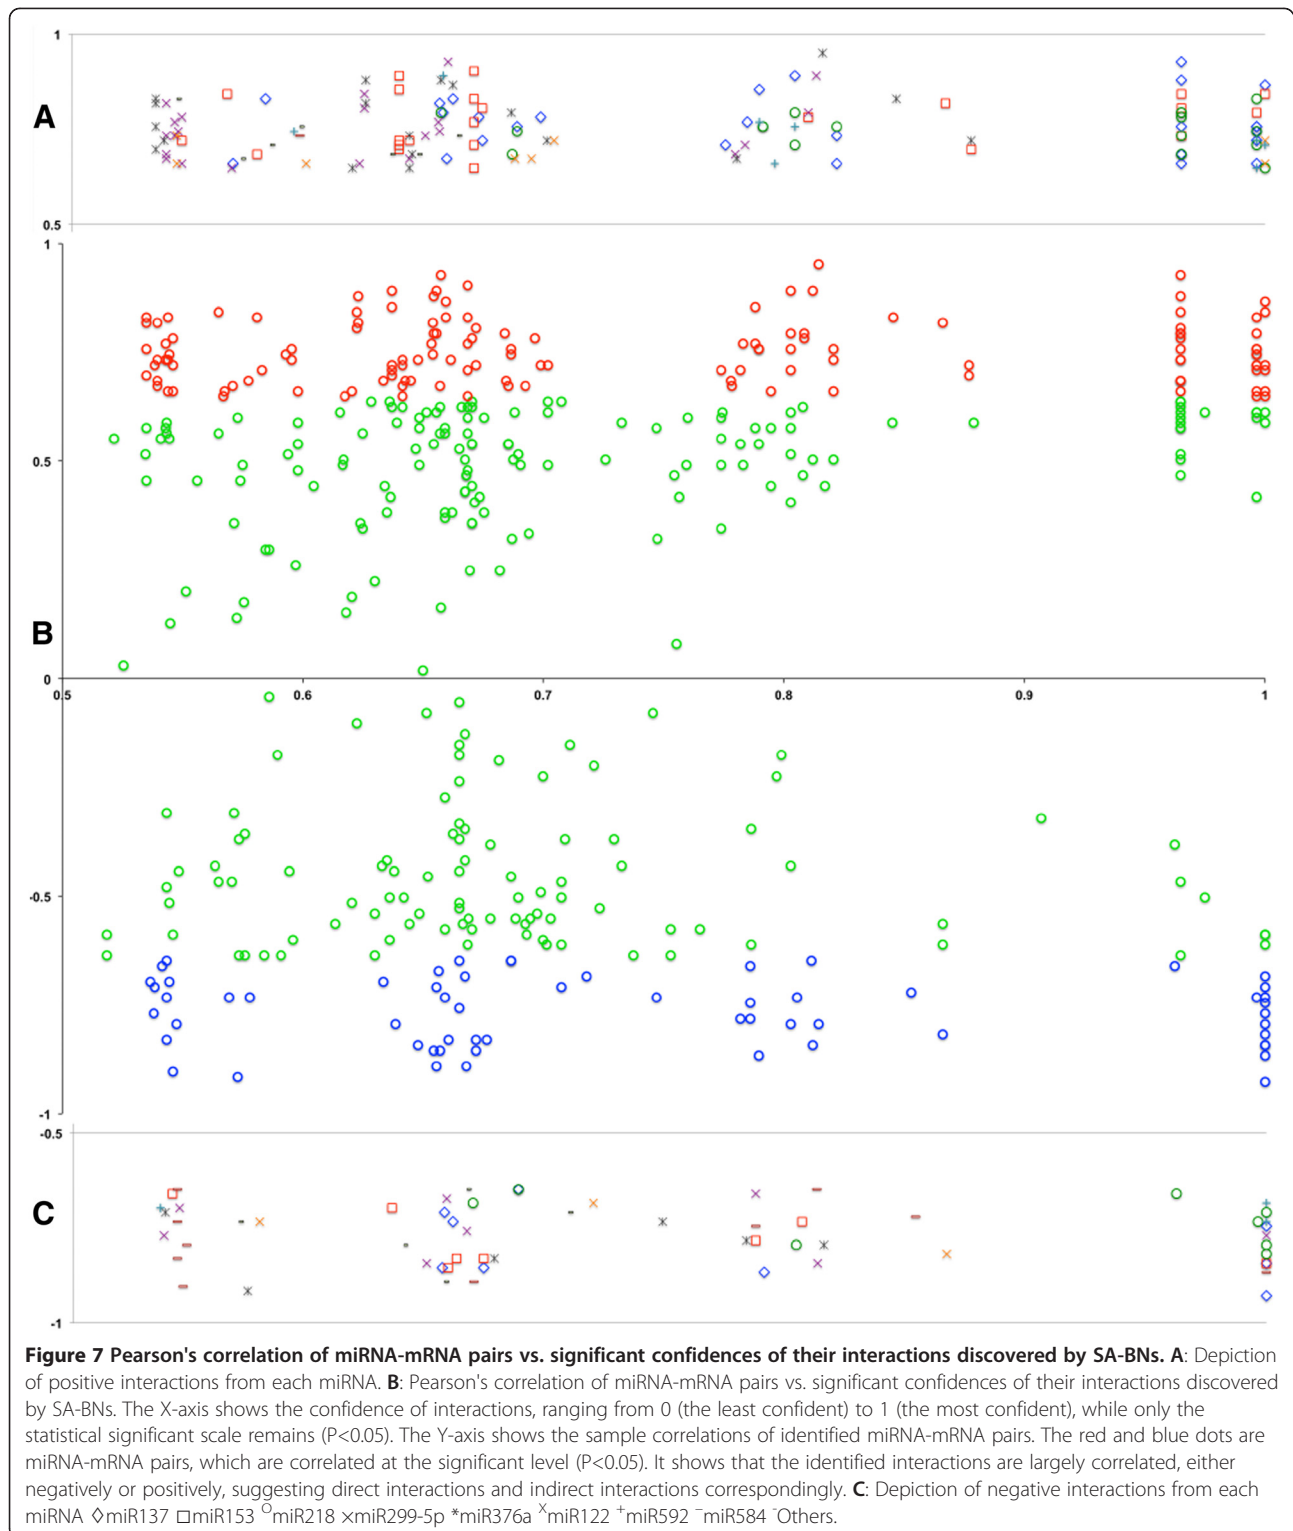 1
A
0.5
1
0.5
B
0
0.5 0.6 0.7 0.8 0.9 1
-0.5
-1
-0.5
C
-1
Figure 7 Pearson's correlation of miRNA-mRNA pairs vs. significant confidences of their interactions discovered by SA-BNs. A: Depiction
of positive interactions from each miRNA. B: Pearson's correlation of miRNA-mRNA pairs vs. significant confidences of their interactions discovered
by SA-BNs. The X-axis shows the confidence of interactions, ranging from 0 (the least confident) to 1 (the most confident), while only the
statistical significant scale remains (P<0.05). The Y-axis shows the sample correlations of identified miRNA-mRNA pairs. The red and blue dots are
miRNA-mRNA pairs, which are correlated at the significant level (P<0.05). It shows that the identified interactions are largely correlated, either
negatively or positively, suggesting direct interactions and indirect interactions correspondingly. C: Depiction of negative interactions from each
miRNA ◊miR137 □miR153 ᴼmiR218 ×miR299-5p *miR376a ᵡmiR122 ⁺miR592 ⁻miR584 ⁻Others.